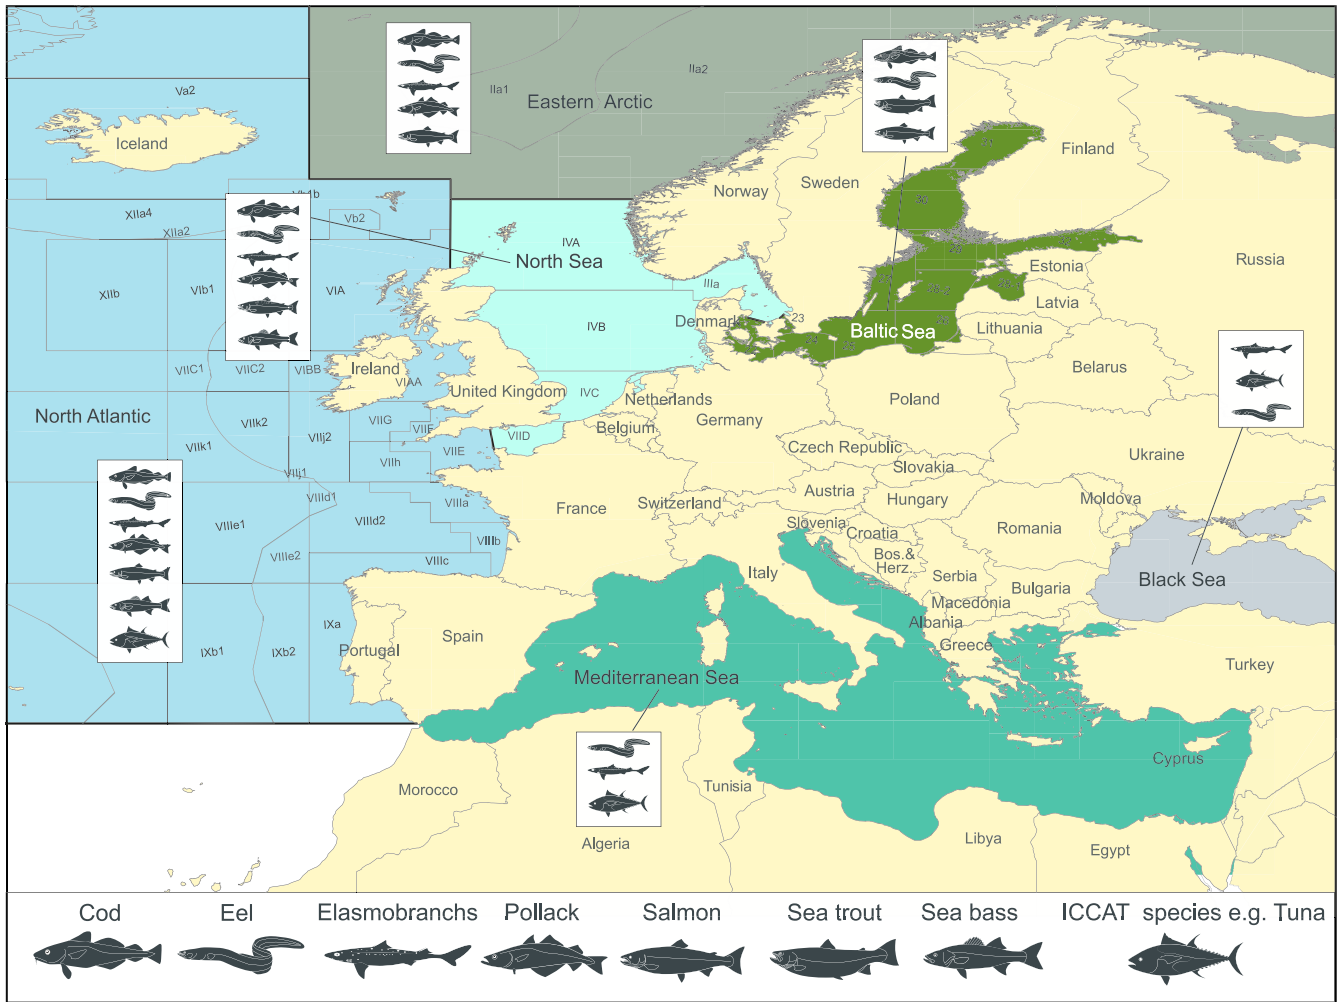 Va2
Iceland
IIa1
IIa2
Eastern Arctic
Norway
Sweden
Finland
Russia
XIIa4
XIIa2
Vb2
IVA
North Sea
30
IIIa
Estonia
Latvia
Lithuania
Belarus
XIIb
VIb1
VIA
IVB
Denmark
23
Baltic Sea
24
25
26
VIIC1
VIIC2
VIBB
Ireland
VIAA
United Kingdom
IVC
Netherlands
Belgium
Germany
Poland
North Atlantic
VIIk2
VIIk1
VIIj2
VIIj1
VIIG
VIIF
VIIh
VIIE
VIID
Czech Republic
Slovakia
Ukraine
Austria
Hungary
Moldova
Romania
France
Switzerland
Slovenia
Croatia
Bos.&
Herz.
Serbia
Bulgaria
Black Sea
Macedonia
Albania
Greece
Turkey
Italy
VIIId1
VIIIe1
VIIId2
VIIIa
VIIIb
VIIIe2
VIIIc
IXa
IXb1
IXb2
Portugal
Spain
Mediterranean Sea
Cyprus
Morocco
Algeria
Tunisia
Libya
Egypt
Cod
Eel
Elasmobranchs
Pollack
Salmon
Sea trout
Sea bass
ICCAT species e.g. Tuna